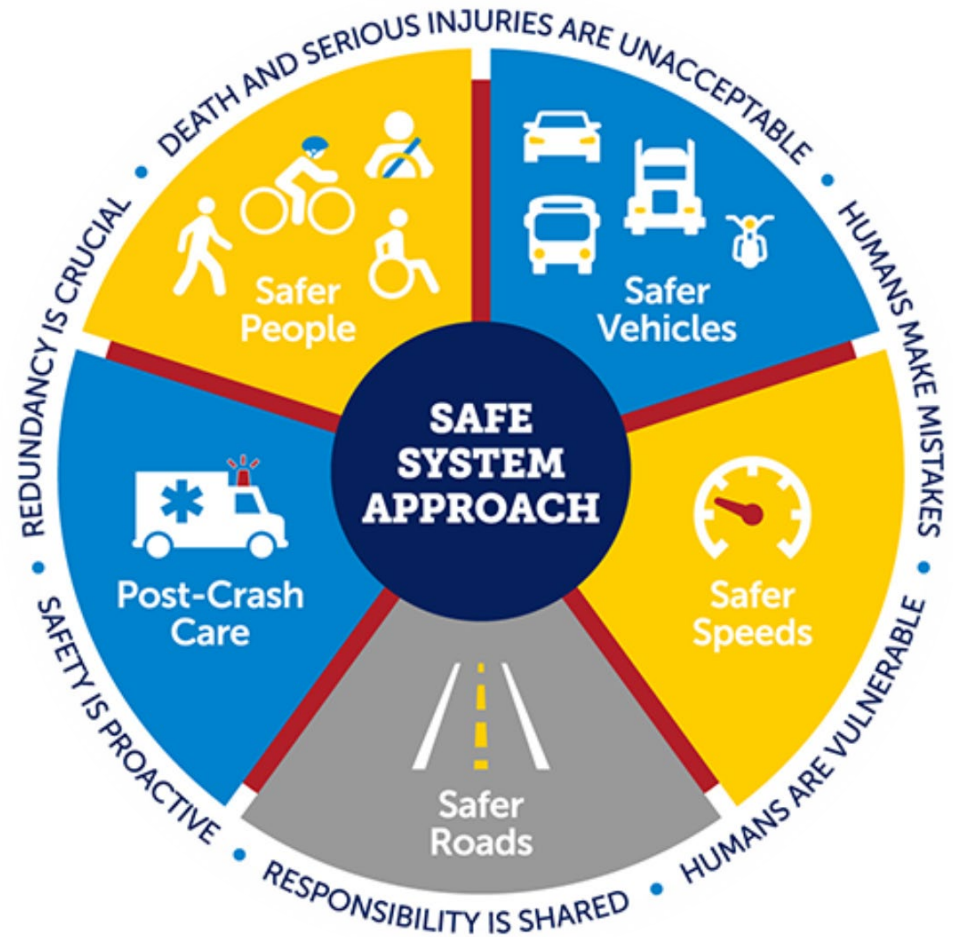 DEATH AND SERIOUS INJURIES ARE UNACCEPTABLE
HUMANS MAKE MISTAKES
HUMANS ARE VULNERABLE
RESPONSIBILITY IS SHARED
SAFETY IS PROACTIVE
REDUNDANCY IS CRUCIAL
Safer
People
Safer
Vehicles
SAFE
SYSTEM
APPROACH
Post-Crash
Care
Safer
Speeds
Safer
Roads